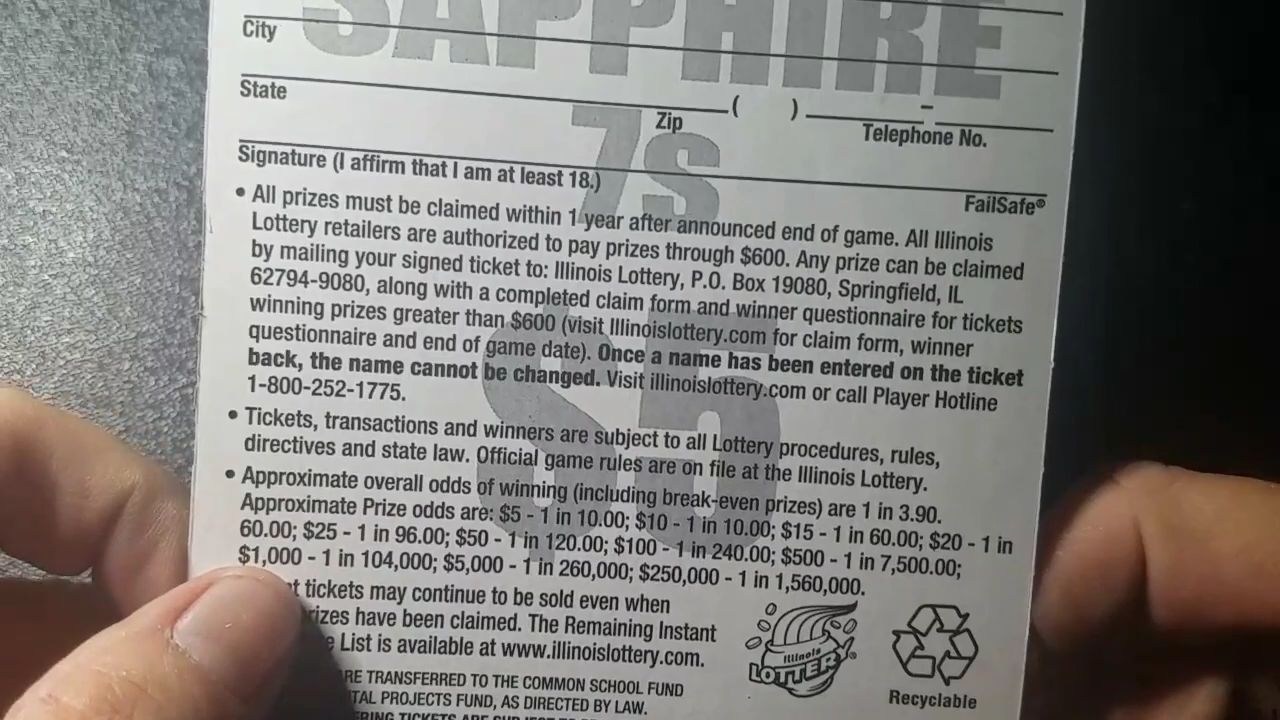 SAPPHIRE
City
State
( ) –
Zip
Telephone No.
7s
Signature (I affirm that I am at least 18.)
FailSafe®
• All prizes must be claimed within 1 year after announced end of game. All Illinois
Lottery retailers are authorized to pay prizes through $600. Any prize can be claimed
by mailing your signed ticket to: Illinois Lottery, P.O. Box 19080, Springfield, IL
62794-9080, along with a completed claim form and winner questionnaire for tickets
winning prizes greater than $600 (visit Illinoislottery.com for claim form, winner
questionnaire and end of game date). Once a name has been entered on the ticket
back, the name cannot be changed. Visit illinoislottery.com or call Player Hotline
1-800-252-1775.
$5
• Tickets, transactions and winners are subject to all Lottery procedures, rules,
directives and state law. Official game rules are on file at the Illinois Lottery.
• Approximate overall odds of winning (including break-even prizes) are 1 in 3.90.
Approximate Prize odds are: $5 - 1 in 10.00; $10 - 1 in 10.00; $15 - 1 in 60.00; $20 - 1 in
60.00; $25 - 1 in 96.00; $50 - 1 in 120.00; $100 - 1 in 240.00; $500 - 1 in 7,500.00;
$1,000 - 1 in 104,000; $5,000 - 1 in 260,000; $250,000 - 1 in 1,560,000.
tickets may continue to be sold even when
have been claimed. The Remaining Instant
List is available at www.illinoislottery.com.
Illinois
LOTTERY®
Recyclable
TRANSFERRED TO THE COMMON SCHOOL FUND
PROJECTS FUND, AS DIRECTED BY LAW.